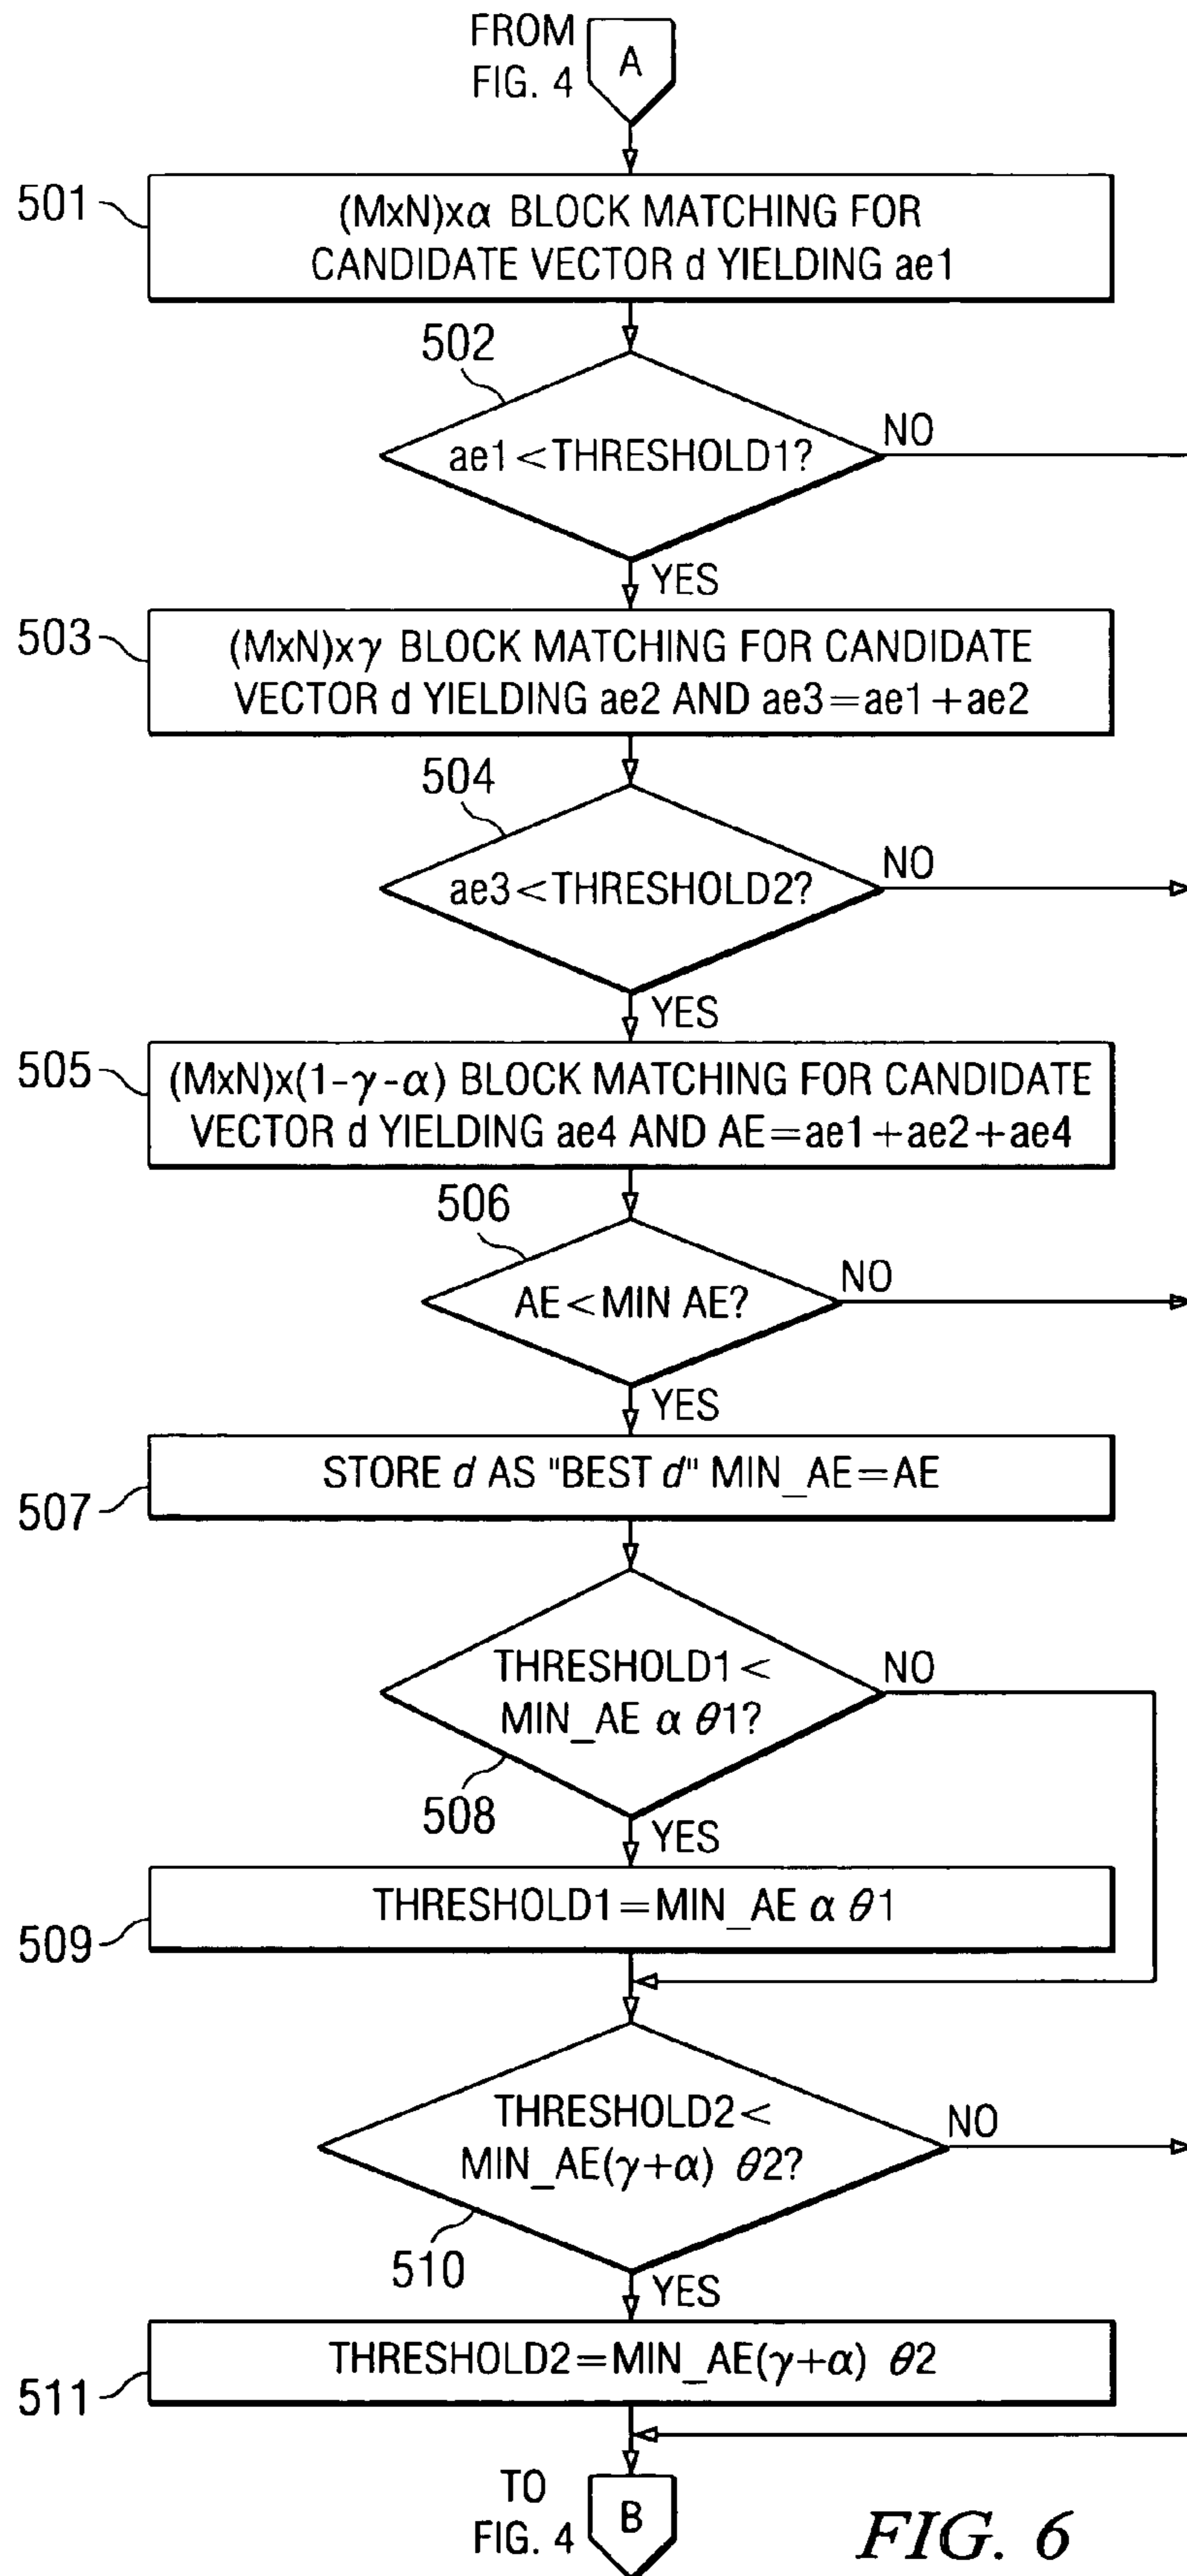 FROM
FIG. 4
A
501
(MxN)xα BLOCK MATCHING FOR
CANDIDATE VECTOR d YIELDING ae1
502
ae1<THRESHOLD1?
NO
YES
503
(MxN)xγ BLOCK MATCHING FOR CANDIDATE
VECTOR d YIELDING ae2 AND ae3=ae1+ae2
504
ae3<THRESHOLD2?
NO
YES
505
(MxN)x(1-γ-α) BLOCK MATCHING FOR CANDIDATE
VECTOR d YIELDING ae4 AND AE=ae1+ae2+ae4
506
AE<MIN AE?
NO
YES
507
STORE d AS "BEST d" MIN_AE=AE
THRESHOLD1<
MIN_AE α θ1?
NO
508
YES
509
THRESHOLD1=MIN_AE α θ1
THRESHOLD2<
MIN_AE(γ+α) θ2?
NO
510
YES
511
THRESHOLD2=MIN_AE(γ+α) θ2
TO
FIG. 4
B
FIG. 6